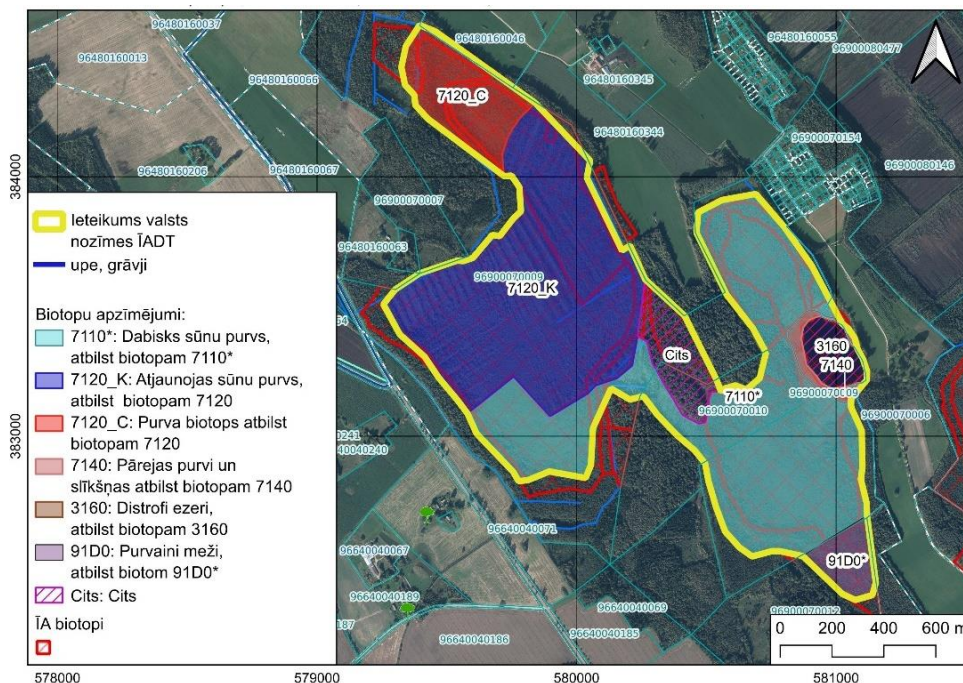 96480160037
96480160013
96480160066
96480160046
96480160055
96900080477
96480160345
7120_C
96480160344
96900070154
96480160206
96480160067
96900080146
384000
96900070007
96480160063
Ieteikums valsts
nozīmes ĪADT
upe, grāvji
96900070009
7120_K
Biotopu apzīmējumi:
7110*: Dabisks sūnu purvs,
atbilst biotopam 7110*
7120_K: Atjaunojas sūnu purvs,
atbilst biotopam 7120
7120_C: Purva biotops atbilst
biotopam 7120
7140: Pārejas purvi un
slīkšņas atbilst biotopam 7140
3160: Distrofi ezeri,
atbilst biotopam 3160
91D0: Purvaini meži,
atbilst biotom 91D0*
Cits: Cits
ĪA biotopi
Cits
3160
7140
7110*
96900070009
96900070010
96900070006
383000
96640040071
96640040067
91D0*
96640040189
96640040069
96900070012
96640040186
96640040185
0 200 400 600 m
578000 579000 580000 581000